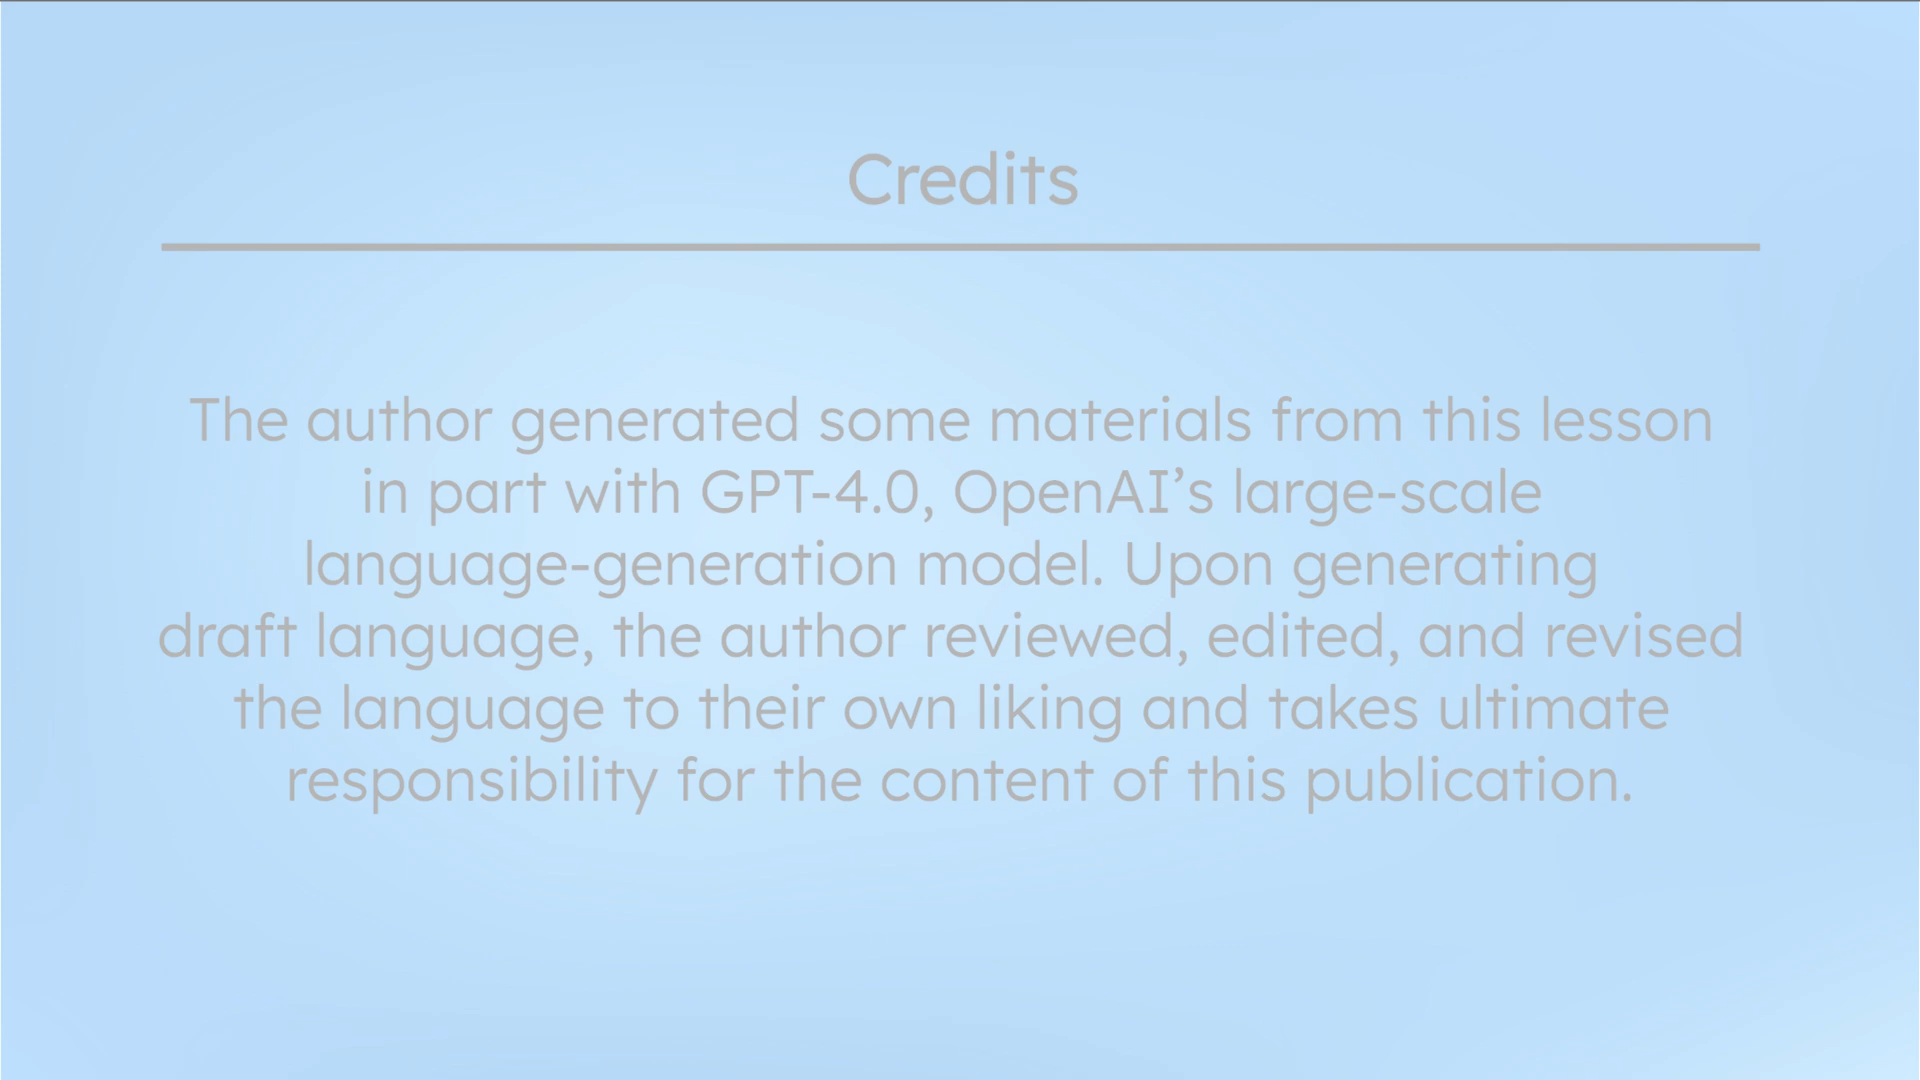 Credits
The author generated some materials from this lesson
in part with GPT-4.0, OpenAI’s large-scale
language-generation model. Upon generating
draft language, the author reviewed, edited, and revised
the language to their own liking and takes ultimate
responsibility for the content of this publication.